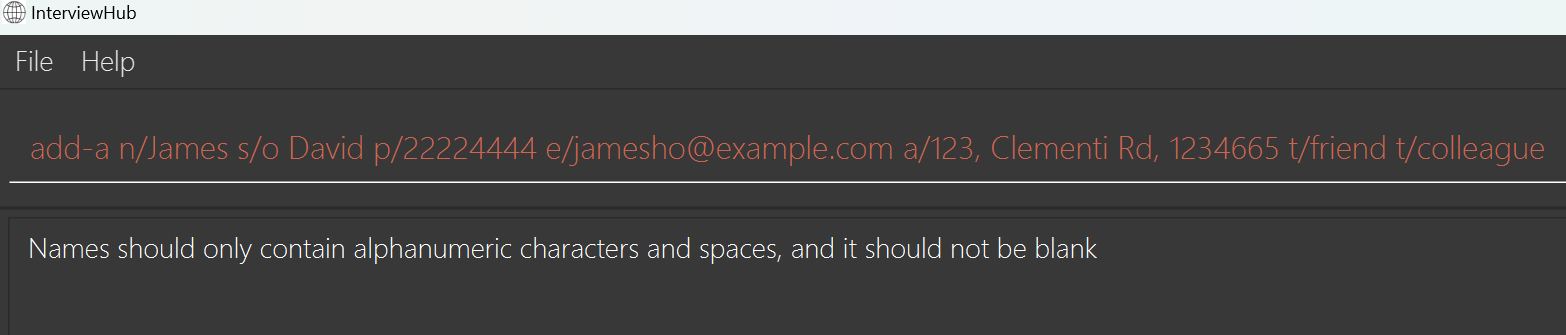 InterviewHub
File Help
add-a n/James s/o David p/22224444 e/jamesho@example.com a/123, Clementi Rd, 1234665 t/friend t/colleague
Names should only contain alphanumeric characters and spaces, and it should not be blank